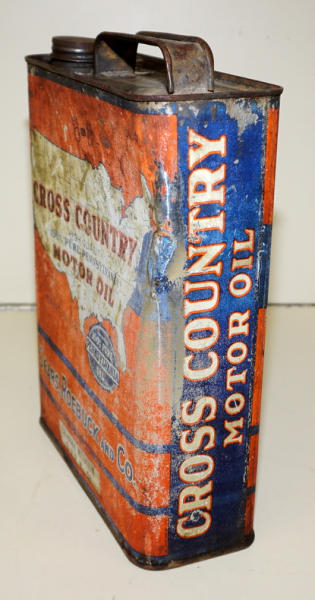 CROSS COUNTRY
MOTOR OIL
SEARS, ROEBUCK AND CO.
CROSS COUNTRY
MOTOR OIL